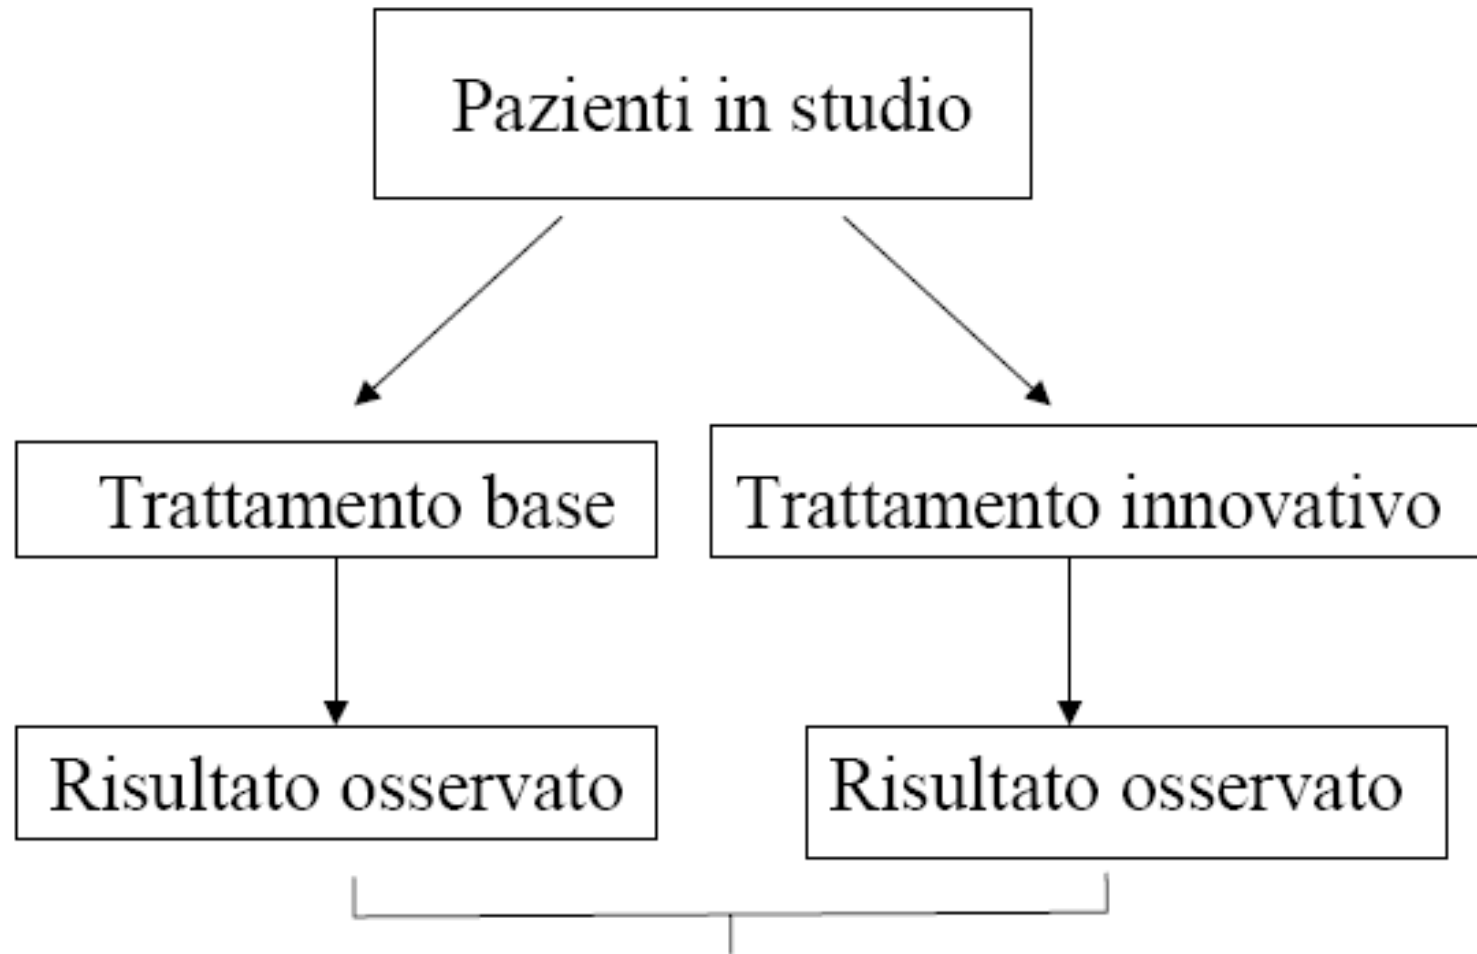 Pazienti in studio
Trattamento base
Trattamento innovativo
Risultato osservato
Risultato osservato